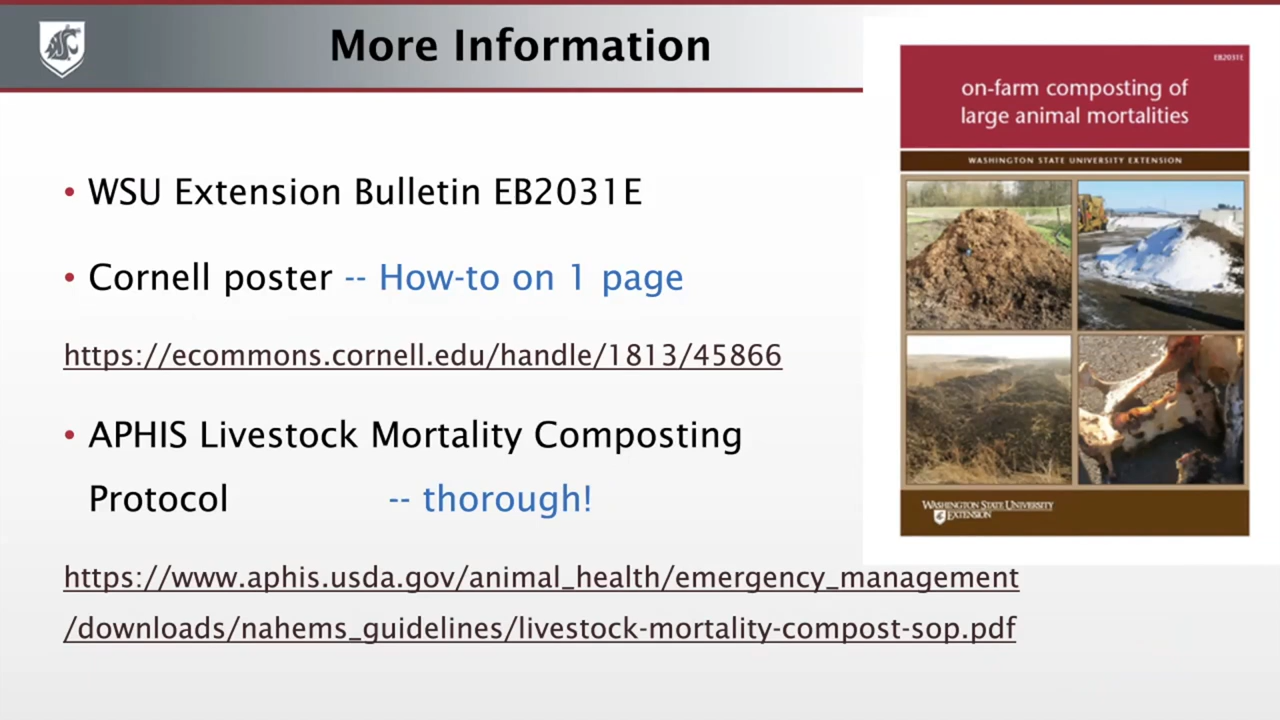 More Information
• WSU Extension Bulletin EB2031E
• Cornell poster -- How-to on 1 page
https://ecommons.cornell.edu/handle/1813/45866
• APHIS Livestock Mortality Composting
Protocol -- thorough!
https://www.aphis.usda.gov/animal_health/emergency_management
/downloads/nahems_guidelines/livestock-mortality-compost-sop.pdf
EB2031E
on-farm composting of
large animal mortalities
WASHINGTON STATE UNIVERSITY EXTENSION
WASHINGTON STATE UNIVERSITY
EXTENSION